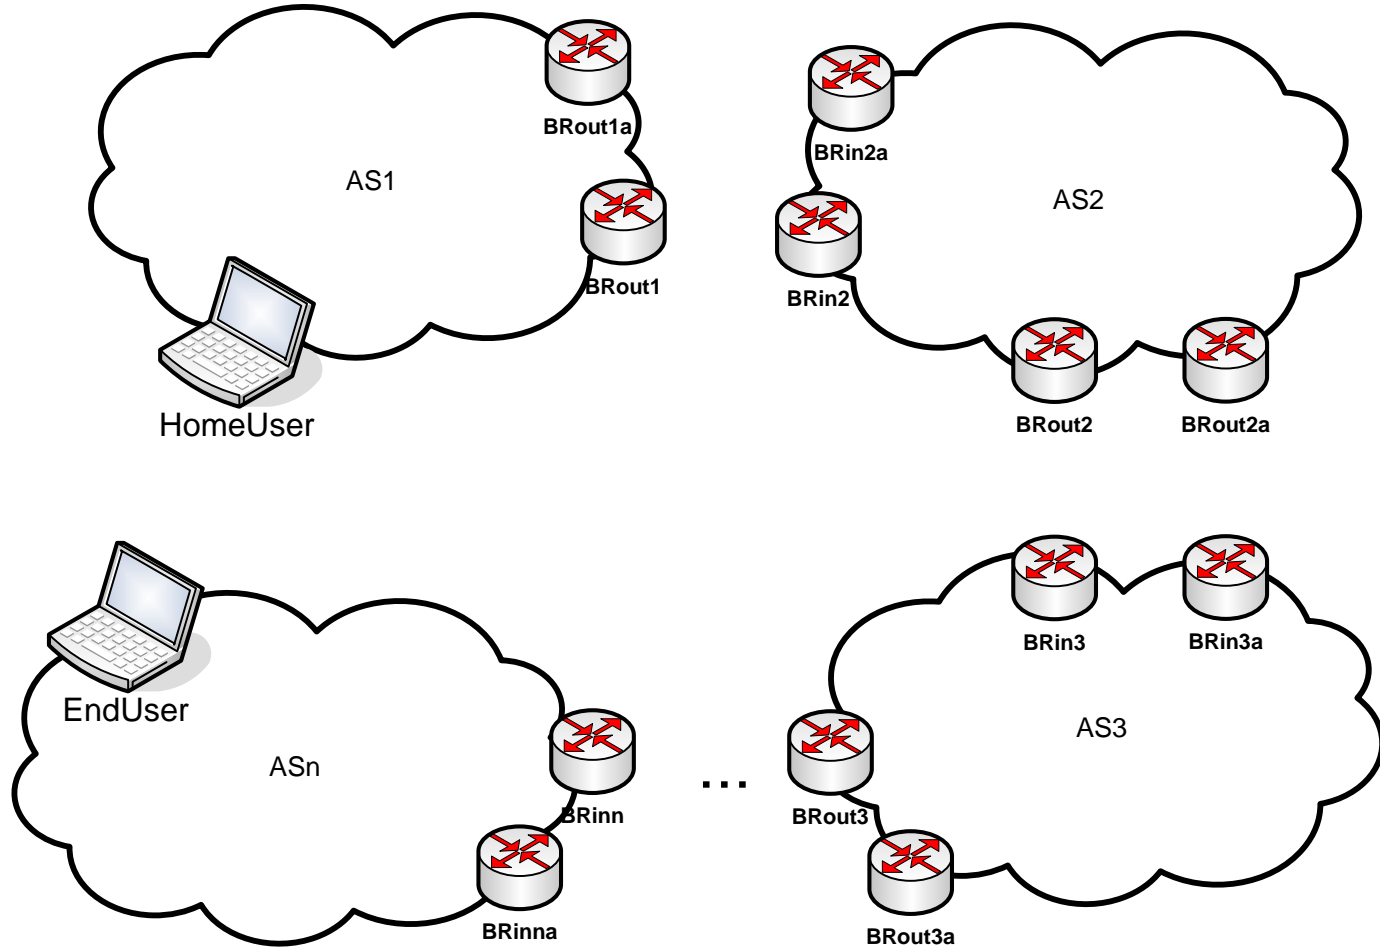 BRout1a
AS1
BRout1
HomeUser
BRin2a
AS2
BRin2
BRout2
BRout2a
EndUser
ASn
BRinn
BRinna
...
BRin3
BRin3a
AS3
BRout3
BRout3a